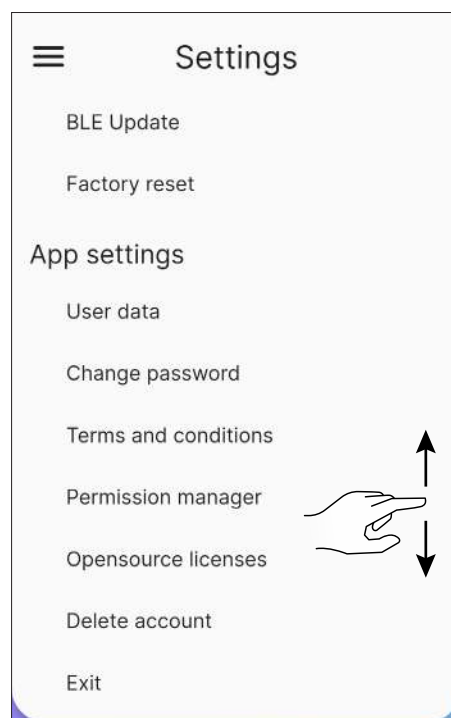 Settings
BLE Update
Factory reset
App settings
User data
Change password
Terms and conditions
Permission manager
Opensource licenses
Delete account
Exit